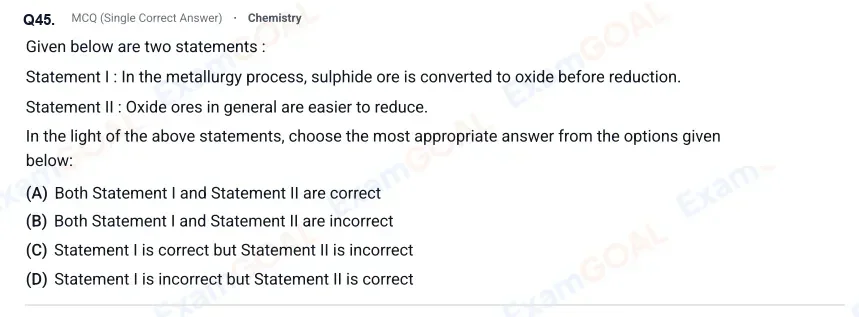 Q45. MCQ (Single Correct Answer) · Chemistry
Given below are two statements :
Statement I : In the metallurgy process, sulphide ore is converted to oxide before reduction.
Statement II : Oxide ores in general are easier to reduce.
In the light of the above statements, choose the most appropriate answer from the options given
below:
(A) Both Statement I and Statement II are correct
(B) Both Statement I and Statement II are incorrect
(C) Statement I is correct but Statement II is incorrect
(D) Statement I is incorrect but Statement II is correct
ExamGOAL